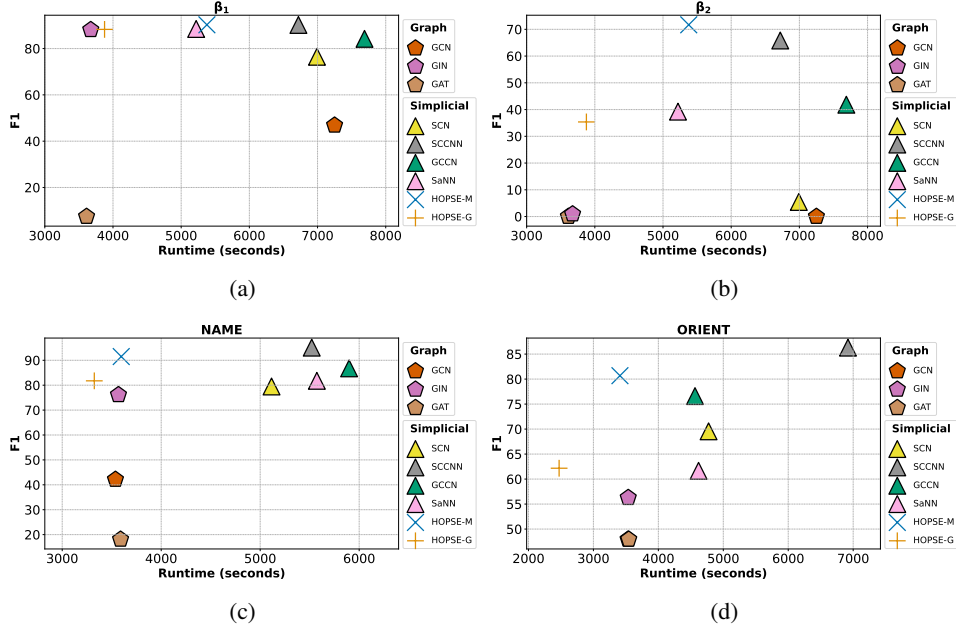 β₁
F1
80
60
40
20
3000 4000 5000 6000 7000 8000
Runtime (seconds)
Graph
GCN
GIN
GAT
Simplicial
SCN
SCCNN
GCCN
SaNN
HOPSE-M
HOPSE-G
(a)
β₂
F1
70
60
50
40
30
20
10
0
3000 4000 5000 6000 7000 8000
Runtime (seconds)
Graph
GCN
GIN
GAT
Simplicial
SCN
SCCNN
GCCN
SaNN
HOPSE-M
HOPSE-G
(b)
NAME
F1
90
80
70
60
50
40
30
20
3000 4000 5000 6000
Runtime (seconds)
Graph
GCN
GIN
GAT
Simplicial
SCN
SCCNN
GCCN
SaNN
HOPSE-M
HOPSE-G
(c)
ORIENT
F1
85
80
75
70
65
60
55
50
2000 3000 4000 5000 6000 7000
Runtime (seconds)
Graph
GCN
GIN
GAT
Simplicial
SCN
SCCNN
GCCN
SaNN
HOPSE-M
HOPSE-G
(d)